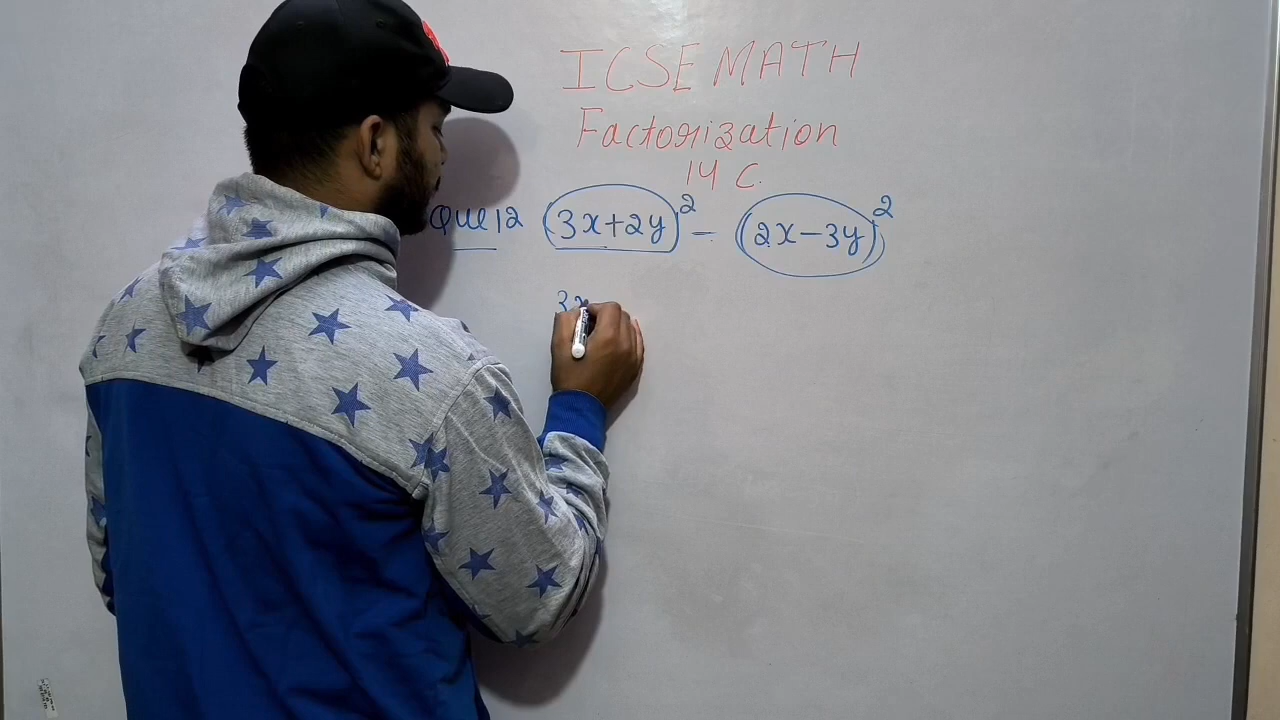 ICSE MATH
Factorization
14 C.
QUE 12 (3x+2y)² - (2x-3y)²
3x